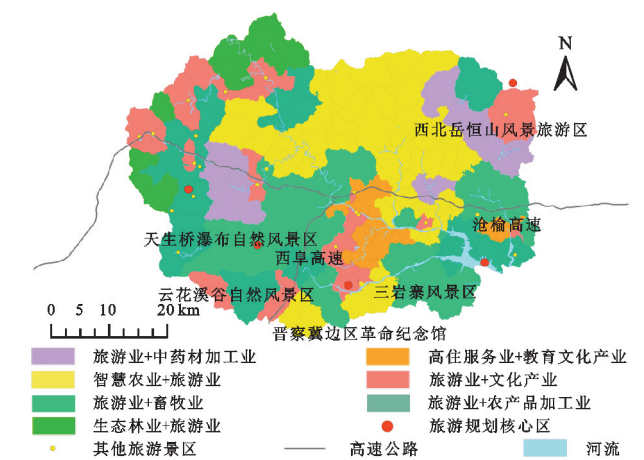 N
西北岳恒山风景旅游区
天生桥瀑布自然风景区
沧榆高速
西阜高速
云花溪谷自然风景区
三岩寨风景区
0 5 10 20 km
晋察冀边区革命纪念馆
旅游业+中药材加工业
高住服务业+教育文化产业
智慧农业+旅游业
旅游业+文化产业
旅游业+畜牧业
旅游业+农产品加工业
生态林业+旅游业
旅游规划核心区
其他旅游景区
高速公路
河流